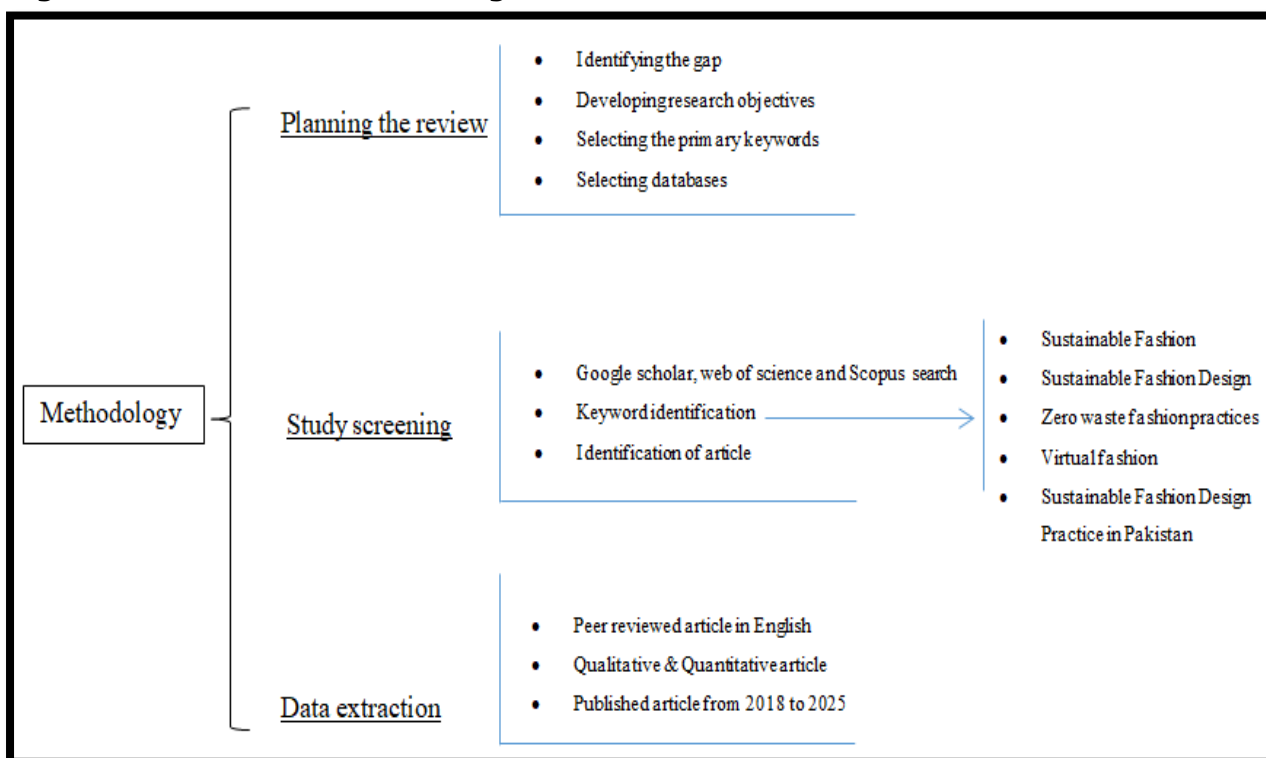 Identifying the gap
Developing research objectives
Planning the review
Selecting the primary keywords
Selecting databases
Methodology
Study screening
Google scholar, web of science and Scopus search
Keyword identification
Identification of article
Sustainable Fashion
Sustainable Fashion Design
Zero waste fashion practices
Virtual fashion
Sustainable Fashion Design
Practice in Pakistan
Data extraction
Peer reviewed article in English
Qualitative & Quantitative article
Published article from 2018 to 2025